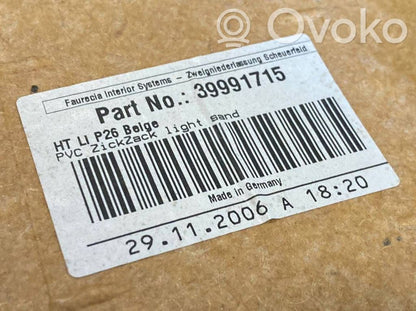 Ovoko
Faurecia Interior Systems - Zweigniederlassung Scheuerfeld
Part No.: 39991715
HT LI P26 Beige
PVC ZickZack light Sand
Made in Germany
29.11.2006 A 18:20